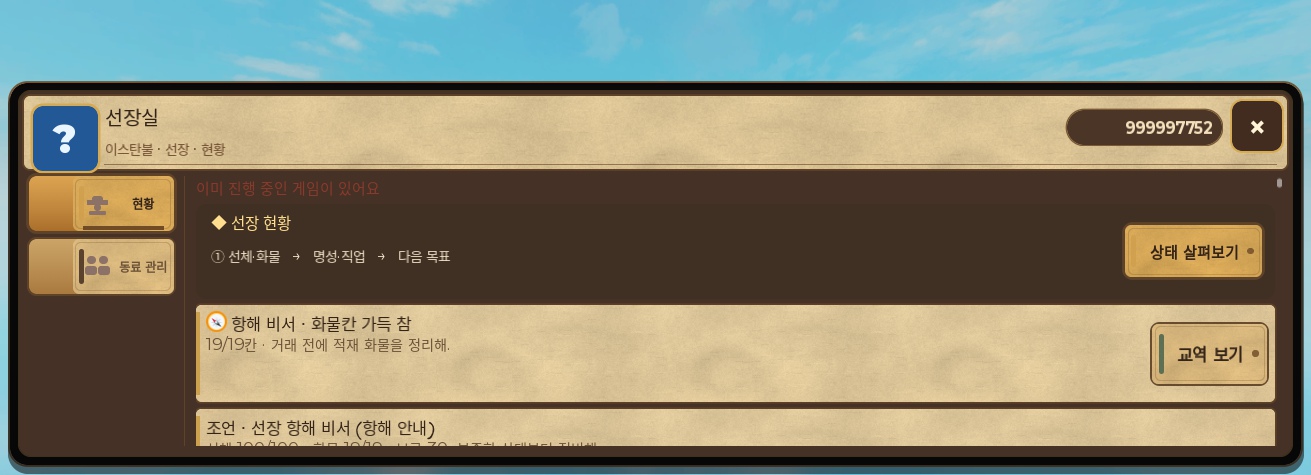 ?
선장실
이스탄불 · 선장 · 현황
999997752
×
현황
동료 관리
이미 진행 중인 게임이 있어요
◆ 선장 현황
① 선체·화물 → 명성·직업 → 다음 목표
상태 살펴보기
항해 비서 · 화물칸 가득 참
19/19칸 · 거래 전에 적재 화물을 정리해.
교역 보기
조언 · 선장 항해 비서 (항해 안내)